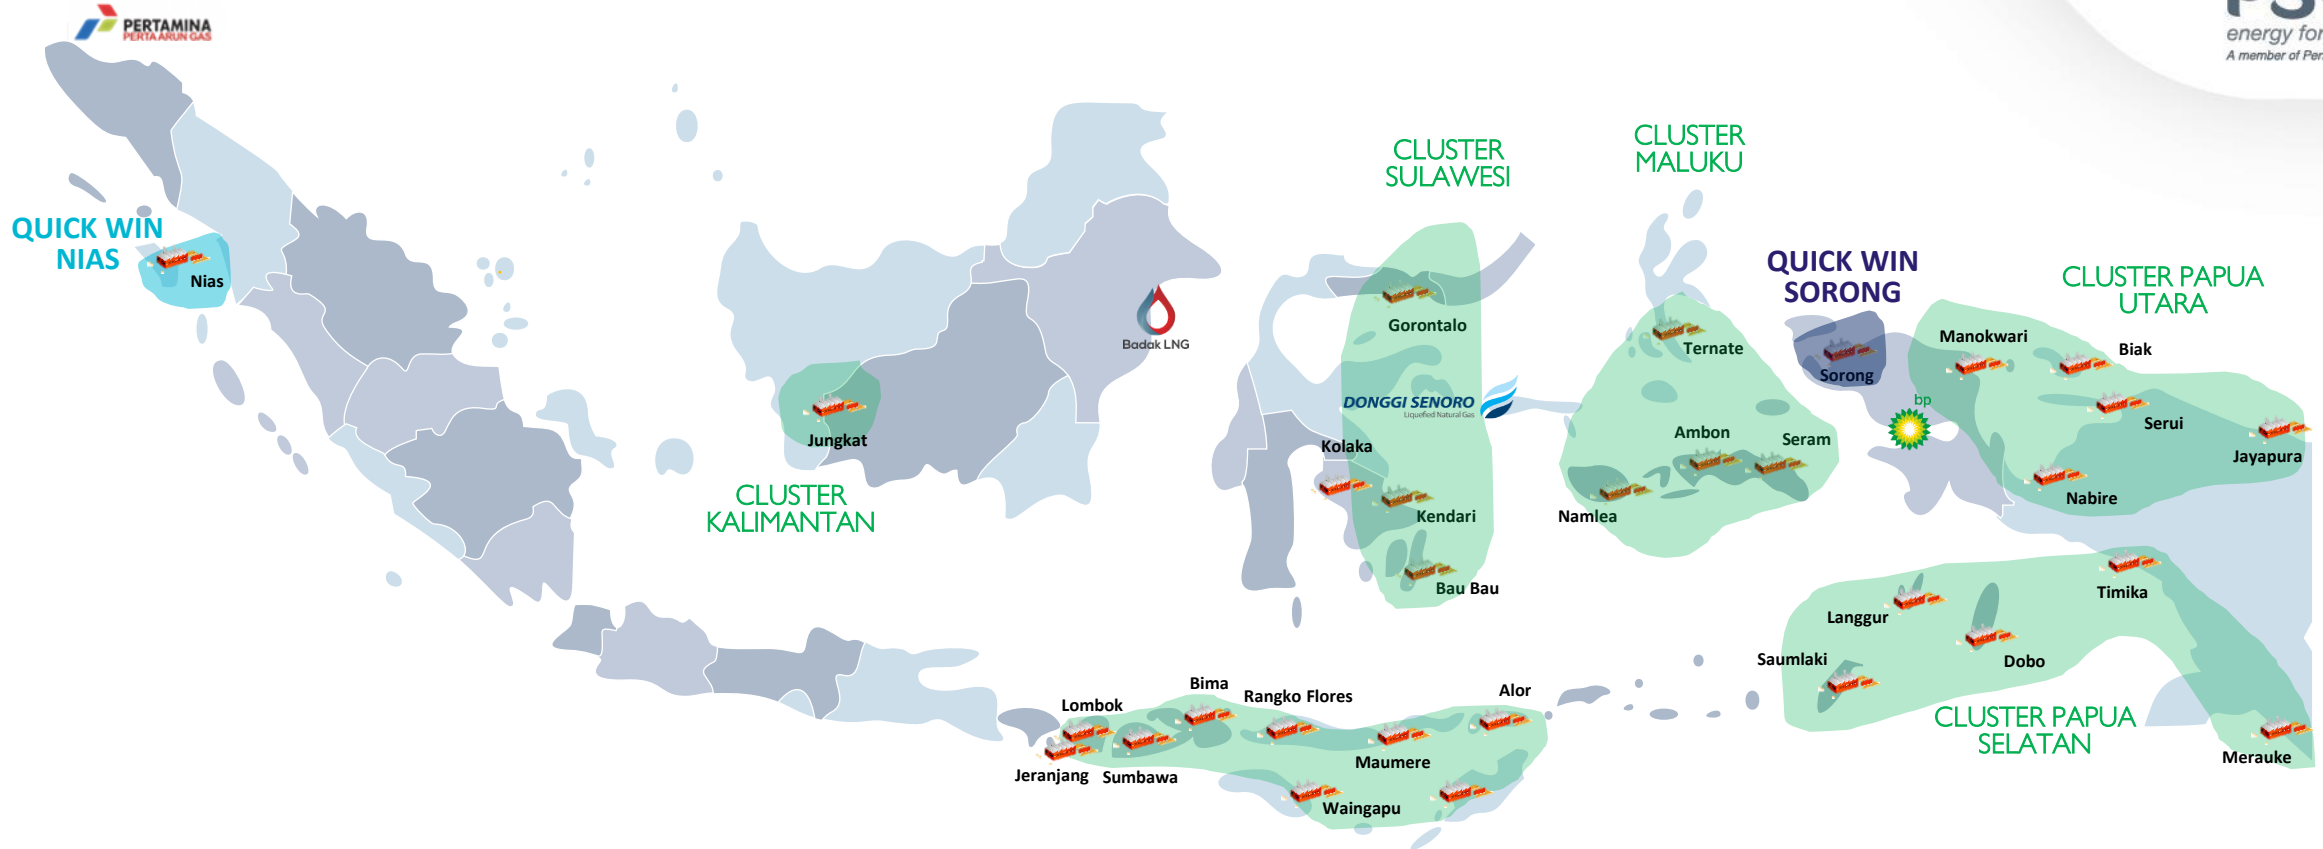 PERTAMINA
PERTA ARUN GAS
energy for
A member of Per
QUICK WIN
NIAS
Nias
Badak LNG
Jungkat
CLUSTER
KALIMANTAN
CLUSTER
SULAWESI
Gorontalo
DONGGI SENORO
Liquefied Natural Gas
Kolaka
Kendari
Bau Bau
CLUSTER
MALUKU
Ternate
Ambon
Seram
Namlea
QUICK WIN
SORONG
Sorong
bp
CLUSTER PAPUA
UTARA
Manokwari
Biak
Serui
Jayapura
Nabire
Timika
Langgur
Dobo
Saumlaki
CLUSTER PAPUA
SELATAN
Merauke
Lombok
Bima
Rangko Flores
Alor
Jeranjang
Sumbawa
Maumere
Waingapu